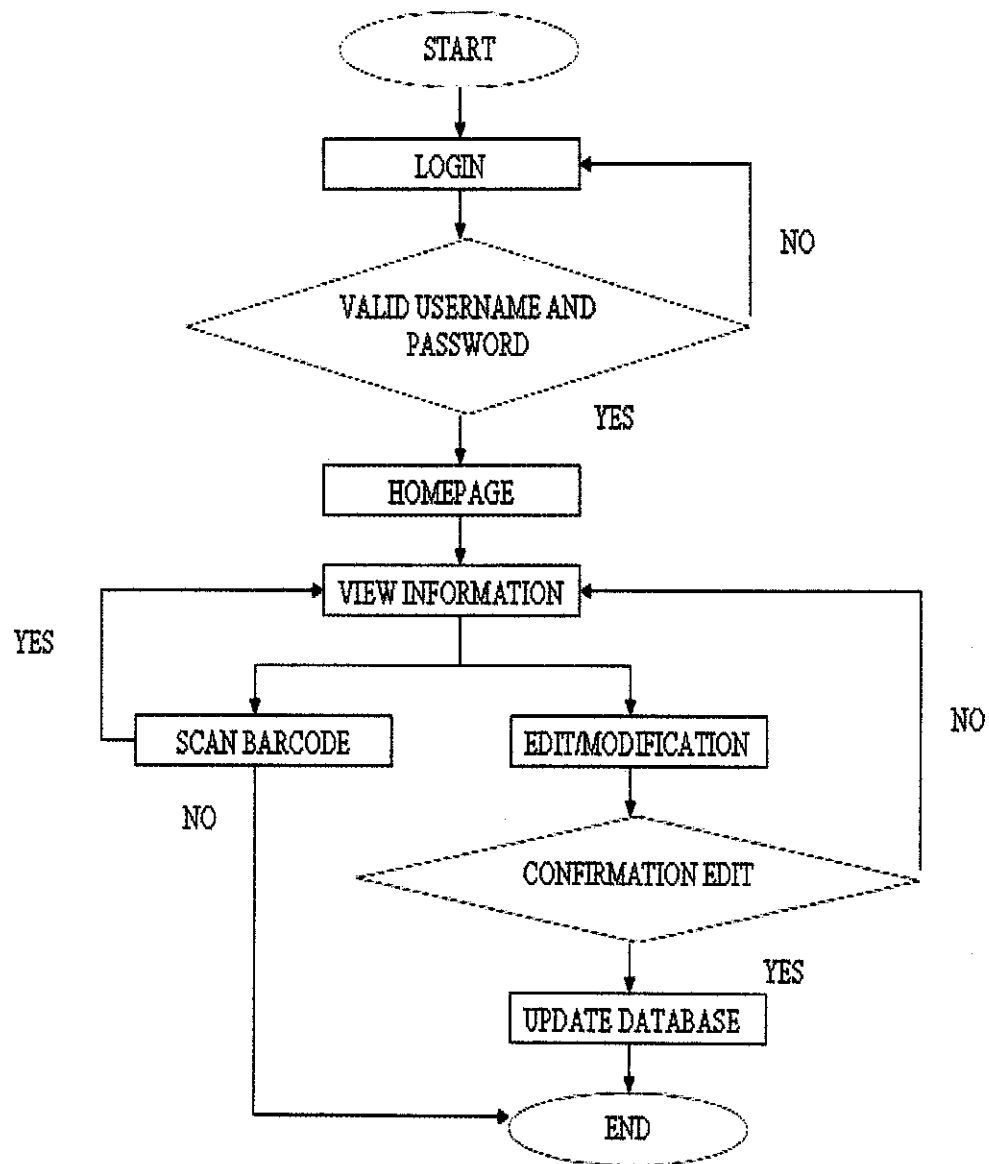 START
LOGIN
NO
VALID USERNAME AND
PASSWORD
YES
HOMEPAGE
VIEW INFORMATION
YES
NO
SCAN BARCODE
EDIT/MODIFICATION
NO
CONFIRMATION EDIT
YES
UPDATE DATABASE
END